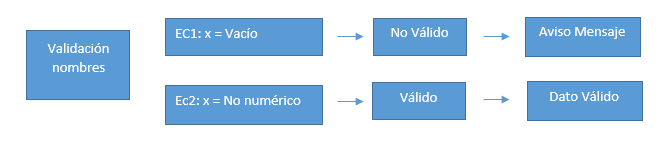 Validación
nombres
EC1: x = Vacío
No Válido
Aviso Mensaje
Ec2: x = No numérico
Válido
Dato Válido